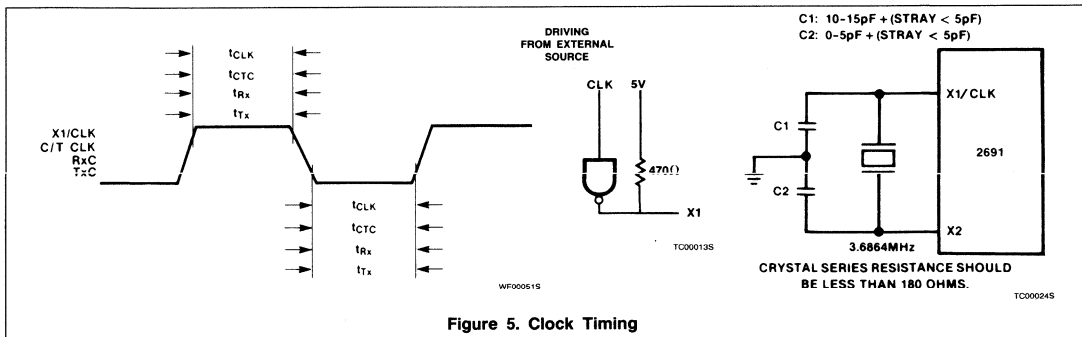 tCLK
tCTC
tRx
tTx
X1/CLK
C/T CLK
RxC
TxC
tCLK
tCTC
tRx
tTx
WF00051S
DRIVING
FROM EXTERNAL
SOURCE
CLK 5V
470Ω
X1
TC00013S
C1: 10-15pF + (STRAY < 5pF)
C2: 0-5pF + (STRAY < 5pF)
X1/CLK
C1
2691
C2
X2
3.6864MHz
CRYSTAL SERIES RESISTANCE SHOULD
BE LESS THAN 180 OHMS.
TC00024S
Figure 5. Clock Timing